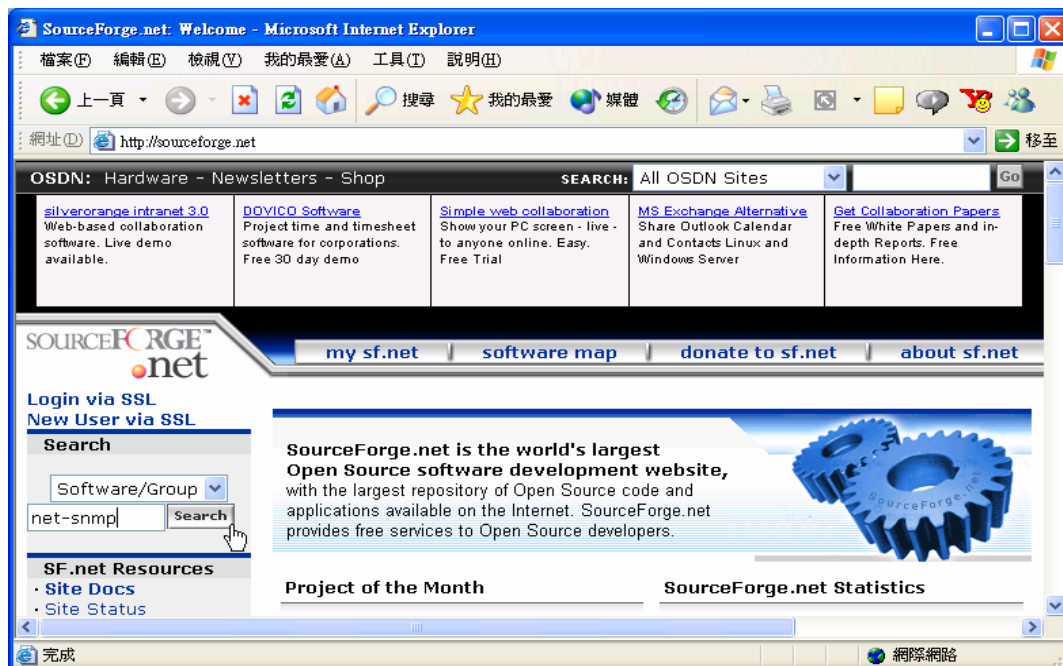 SourceForge.net: Welcome - Microsoft Internet Explorer
檔案(F) 編輯(E) 檢視(V) 我的最愛(A) 工具(T) 說明(H)
上一頁 搜尋 我的最愛 媒體
網址(D) http://sourceforge.net 移至
OSDN: Hardware - Newsletters - Shop SEARCH: All OSDN Sites Go
silverorange intranet 3.0
Web-based collaboration
software. Live demo
available.
DOVICO Software
Project time and timesheet
software for corporations.
Free 30 day demo
Simple web collaboration
Show your PC screen - live -
to anyone online. Easy.
Free Trial
MS Exchange Alternative
Share Outlook Calendar
and Contacts Linux and
Windows Server
Get Collaboration Papers
Free White Papers and in-
depth Reports. Free
Information Here.
SOURCEFORGE™
.net
my sf.net software map donate to sf.net about sf.net
Login via SSL
New User via SSL
Search
Software/Group
net-snmp Search
SF.net Resources
· Site Docs
· Site Status
SourceForge.net is the world's largest
Open Source software development website,
with the largest repository of Open Source code and
applications available on the Internet. SourceForge.net
provides free services to Open Source developers.
SourceForge.net
Project of the Month
SourceForge.net Statistics
完成 網際網路